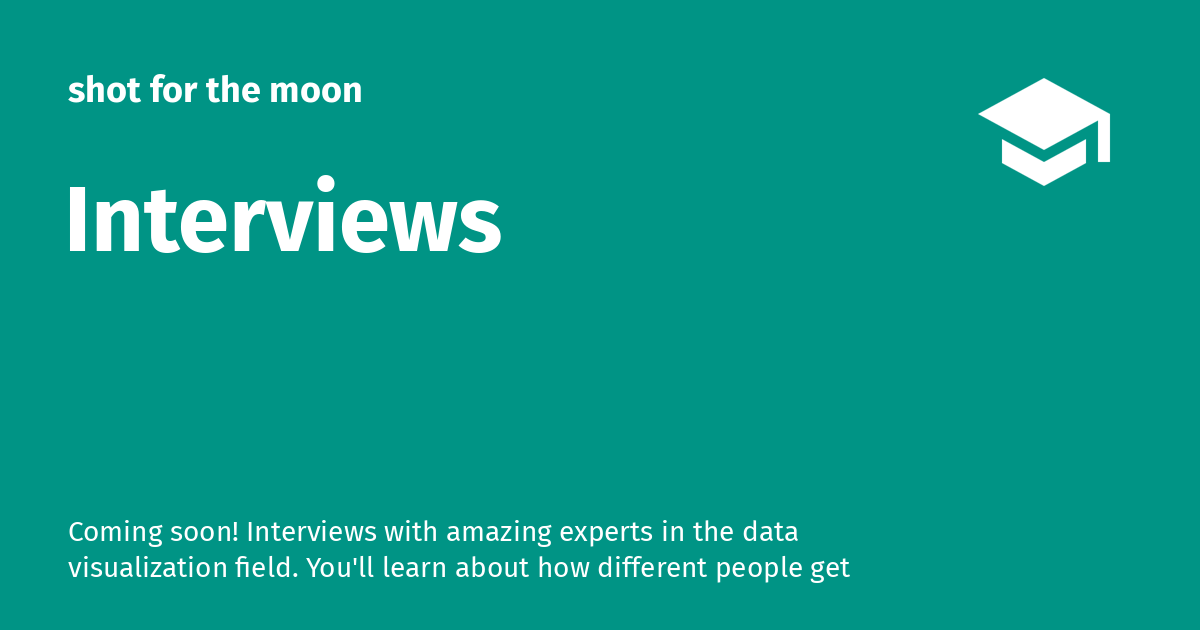 shot for the moon
Interviews
Coming soon! Interviews with amazing experts in the data
visualization field. You'll learn about how different people get